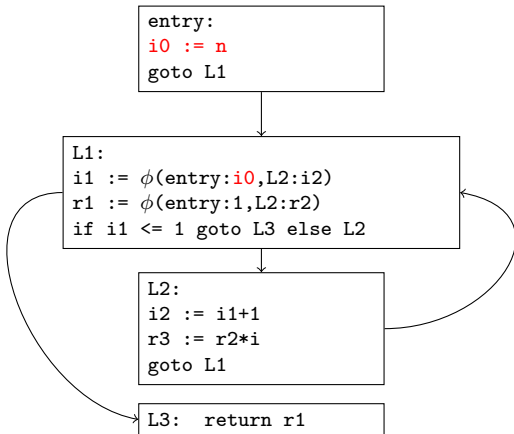 entry:
i0 := n
goto L1
L1:
i1 := ϕ(entry:i0,L2:i2)
r1 := ϕ(entry:1,L2:r2)
if i1 <= 1 goto L3 else L2
L2:
i2 := i1+1
r3 := r2*i
goto L1
L3: return r1